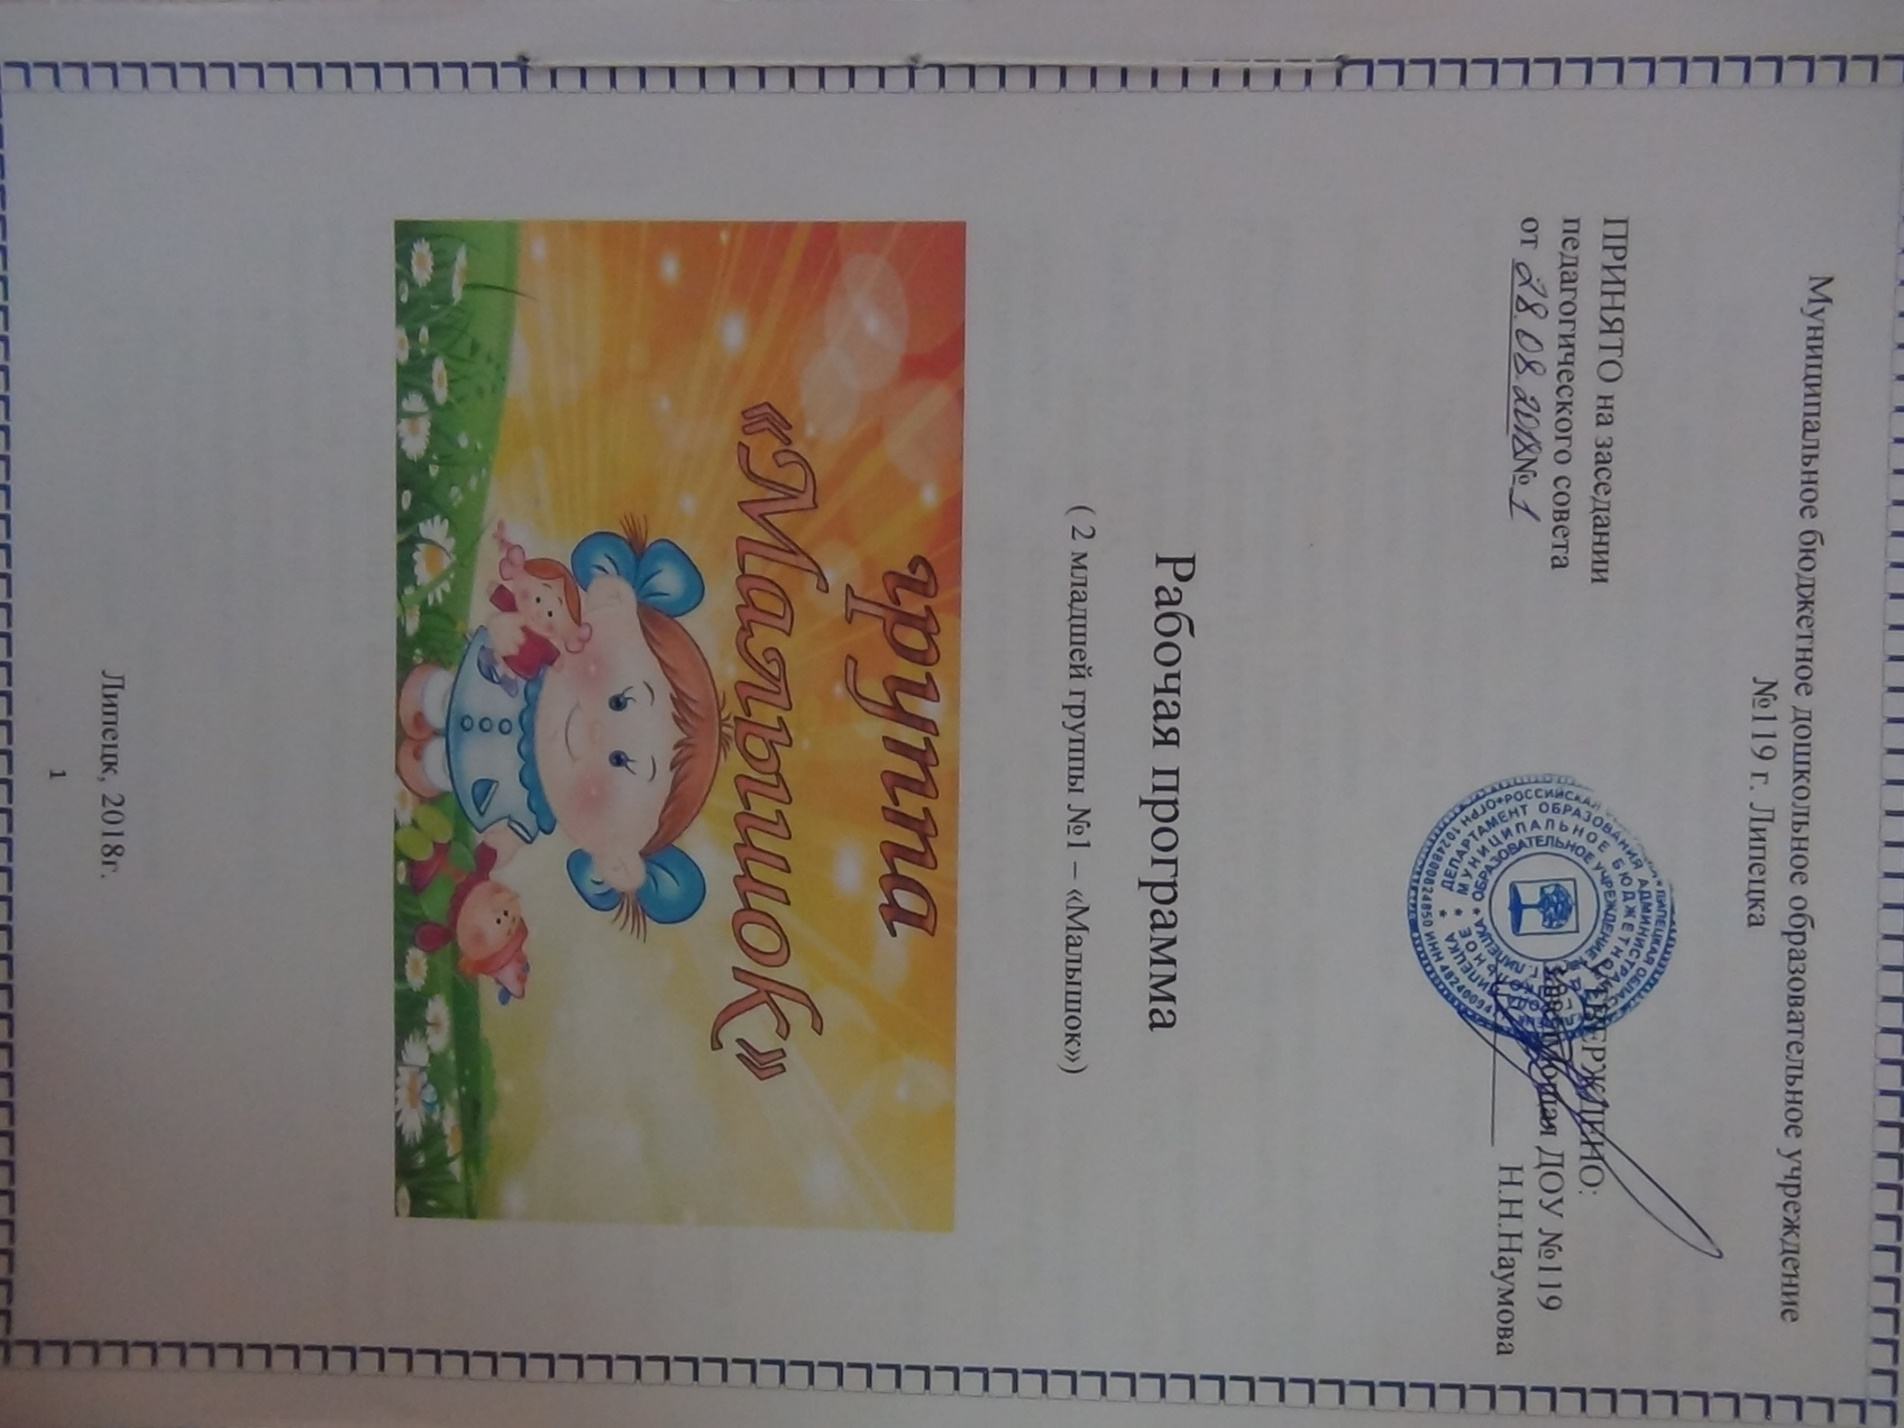 Муниципальное бюджетное дошкольное образовательное учреждение
№119 г. Липецка
ПРИНЯТО на заседании
педагогического совета
от 28.08.2018 № 1
УТВЕРЖДЕНО:
Заведующая ДОУ №119
Н.Н.Наумова
Рабочая программа
( 2 младшей группы №1 – «Малышок»)
группа
«Малышок»
Липецк, 2018г.
1